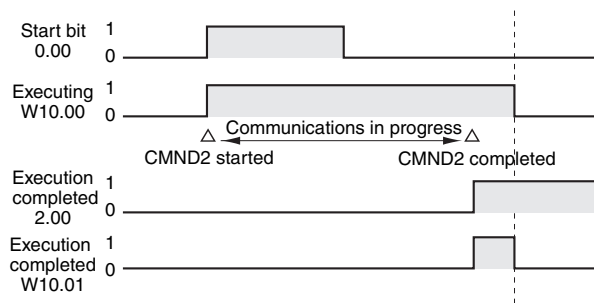 Start bit
0.00
1
0
Executing
W10.00
1
0
Communications in progress
CMND2 started
CMND2 completed
Execution
completed
2.00
1
0
Execution
completed
W10.01
1
0